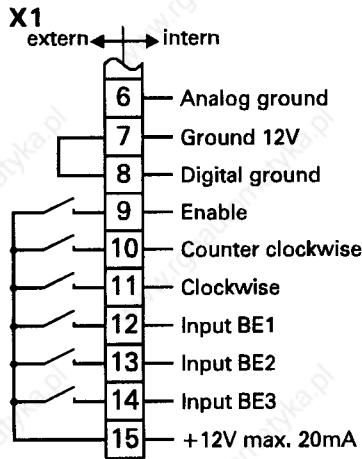 X1
extern intern
6 Analog ground
7 Ground 12V
8 Digital ground
9 Enable
10 Counter clockwise
11 Clockwise
12 Input BE1
13 Input BE2
14 Input BE3
15 +12V max. 20mA